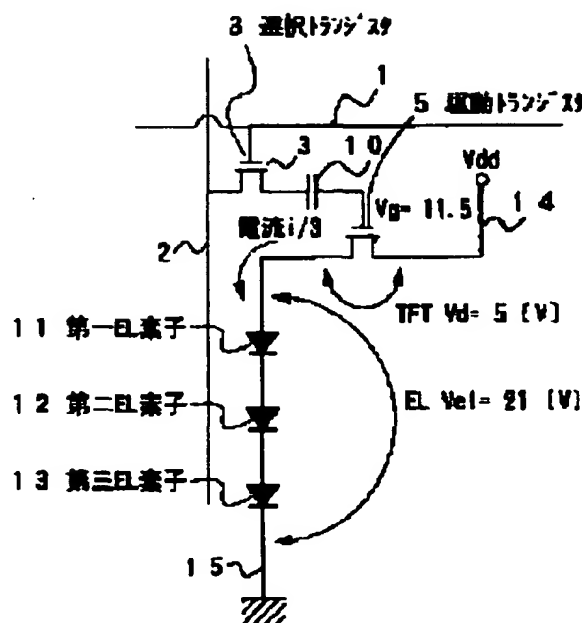 3 選択トランジスタ
1
5 駆動トランジスタ
3
10
Vdd
Vg= 11.5
14
電流i/3
2
TFT Vd= 5 [V]
11 第一EL素子
EL Vel= 21 [V]
12 第二EL素子
13 第三EL素子
15